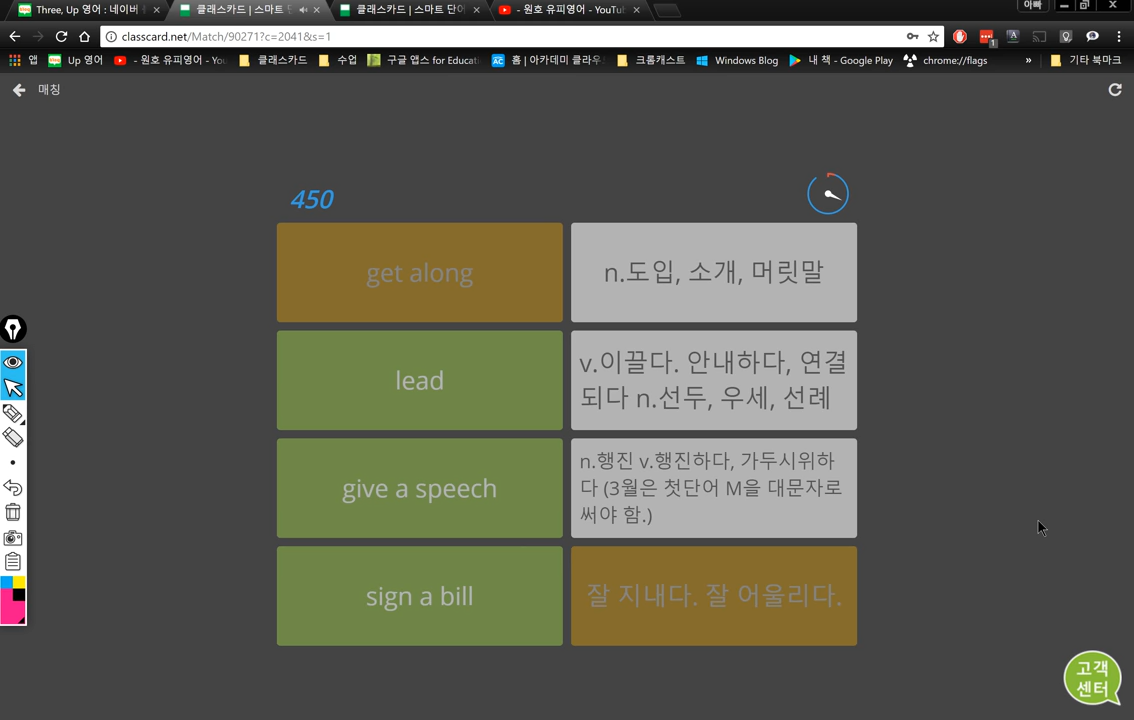 Three, Up 영어 : 네이버
클래스카드 | 스마트 단
클래스카드 | 스마트 단어
- 원호 유피영어 - YouTu
아빠
classcard.net/Match/90271?c=2041&s=1
1
앱
Up 영어
- 원호 유피영어 - You
클래스카드
수업
구글 앱스 for Educati
홈 | 아카데미 클라우
크롬캐스트
Windows Blog
내 책 - Google Play
chrome://flags
»
기타 북마크
매칭
450
get along
n.도입, 소개, 머릿말
lead
v.이끌다. 안내하다, 연결
되다 n.선두, 우세, 선례
give a speech
n.행진 v.행진하다, 가두시위하
다 (3월은 첫단어 M을 대문자로
써야 함.)
sign a bill
잘 지내다. 잘 어울리다.
고객
센터